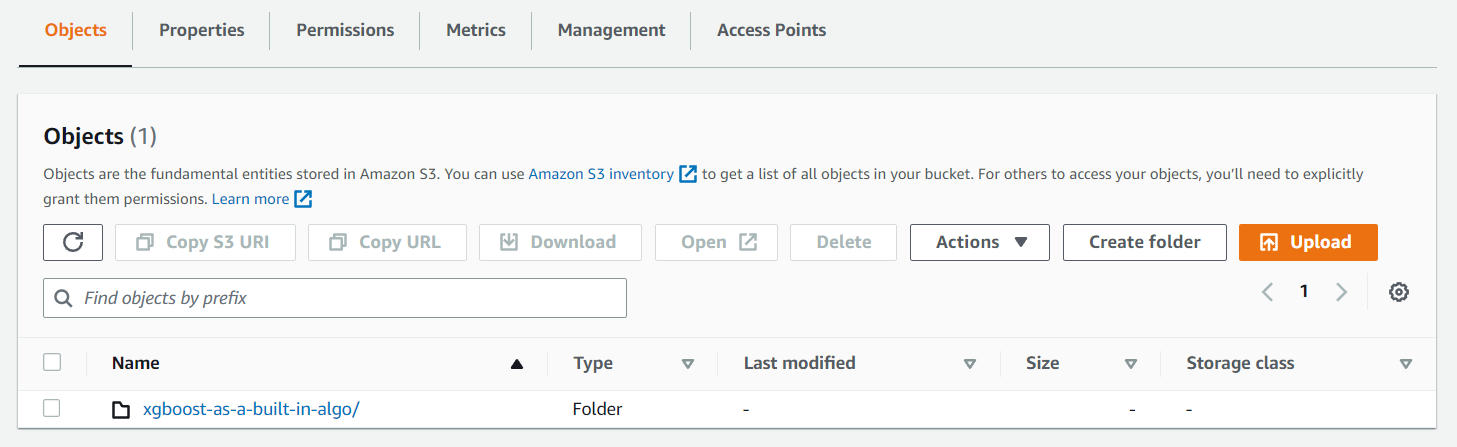 Objects Properties Permissions Metrics Management Access Points
Objects (1)
Objects are the fundamental entities stored in Amazon S3. You can use Amazon S3 inventory to get a list of all objects in your bucket. For others to access your objects, you'll need to explicitly
grant them permissions. Learn more
Copy S3 URI Copy URL Download Open Delete Actions Create folder Upload
Find objects by prefix 1
Name Type Last modified Size Storage class
xgboost-as-a-built-in-algo/ Folder - - -